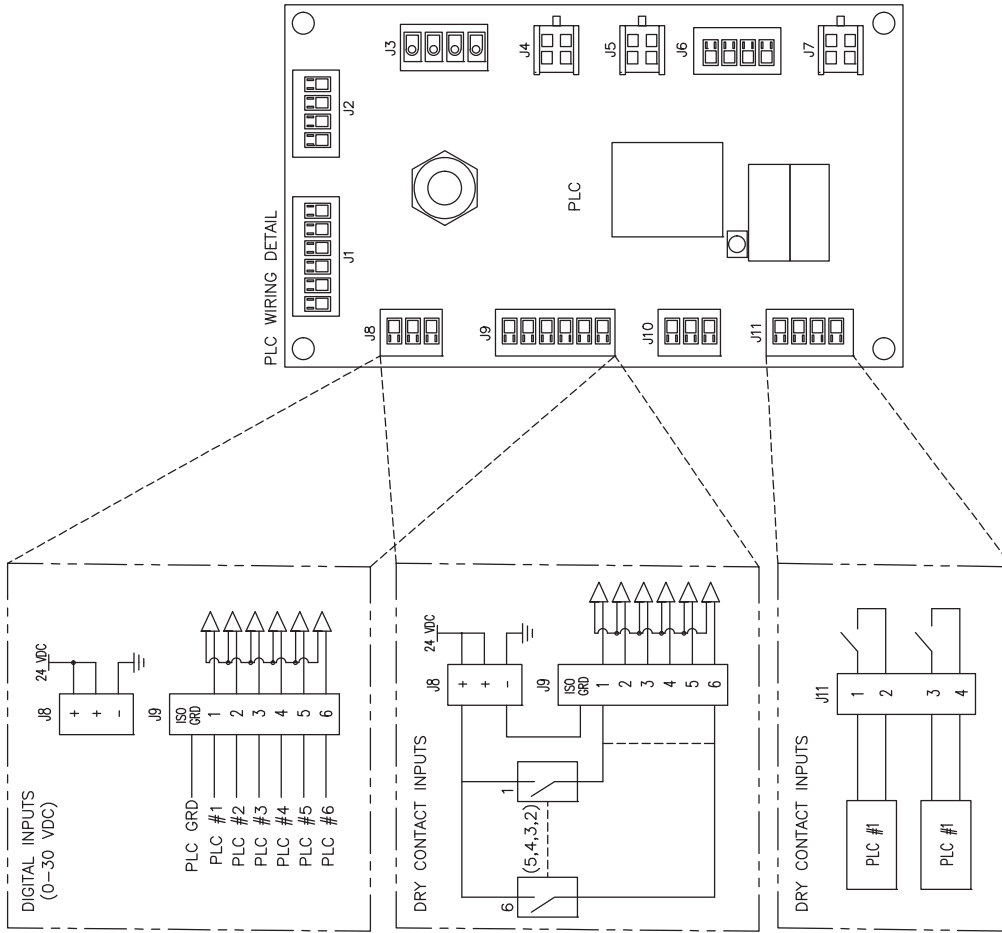 PLC WIRING DETAIL
J1
J2
J3
J4
J5
J6
J7
J8
J9
J10
J11
PLC
DIGITAL INPUTS
(0-30 VDC)
24 VDC
J8
+
+
-
J9
ISO
GRD
1
2
3
4
5
6
PLC GRD
PLC #1
PLC #2
PLC #3
PLC #4
PLC #5
PLC #6
DRY CONTACT INPUTS
24 VDC
J8
+
+
-
J9
ISO
GRD
1
2
3
4
5
6
1
(5,4,3,2)
6
DRY CONTACT INPUTS
J11
1
2
3
4
PLC #1
PLC #1